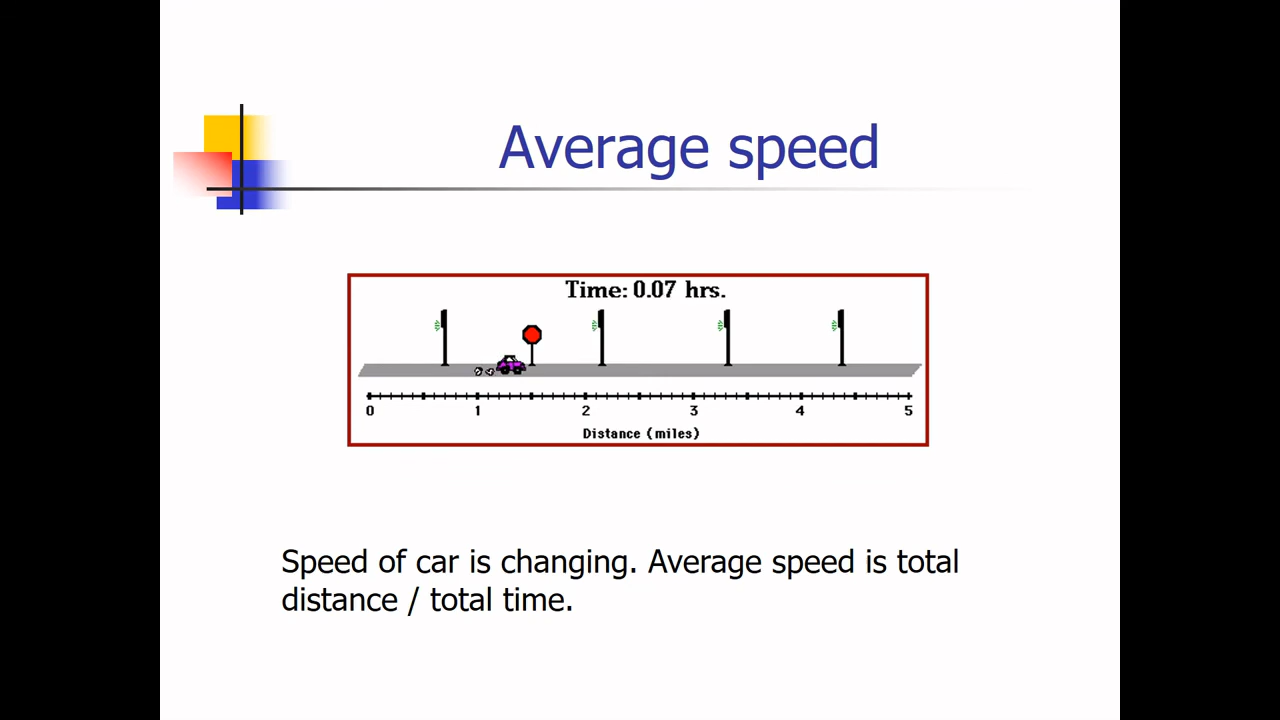 Average speed
Time: 0.07 hrs.
0 1 2 3 4 5
Distance (miles)
Speed of car is changing. Average speed is total
distance / total time.